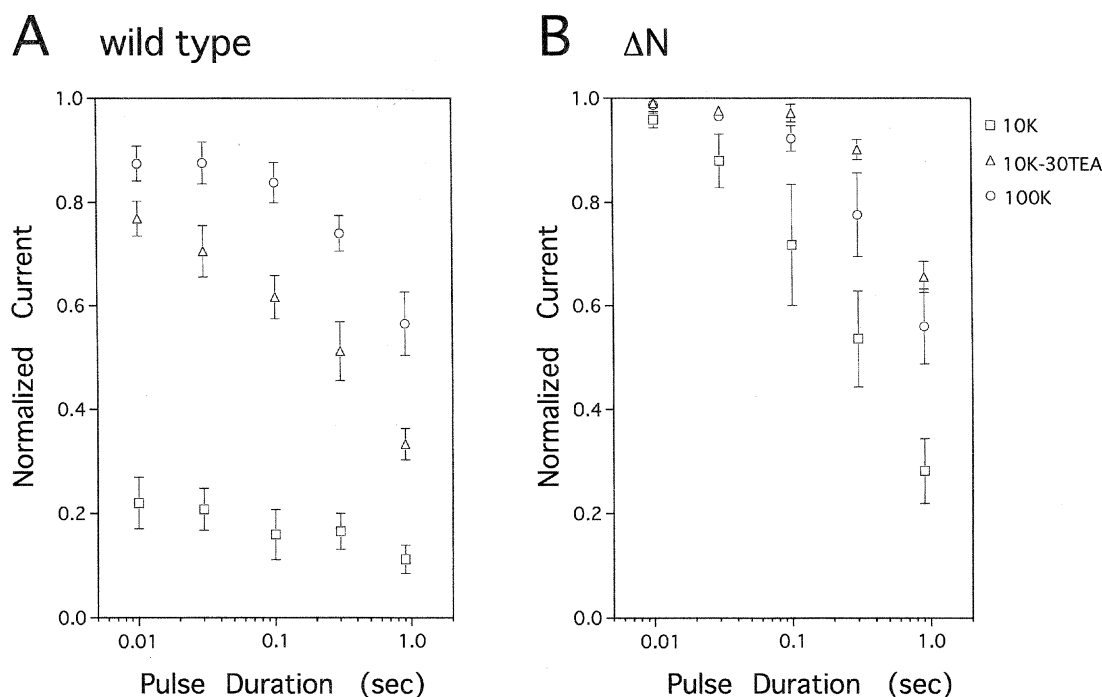 A wild type
B ΔN
1.0
0.8
0.6
0.4
0.2
0.0
Normalized Current
0.01
0.1
1.0
Pulse Duration (sec)
1.0
0.8
0.6
0.4
0.2
0.0
Normalized Current
0.01
0.1
1.0
Pulse Duration (sec)
10K
10K-30TEA
100K